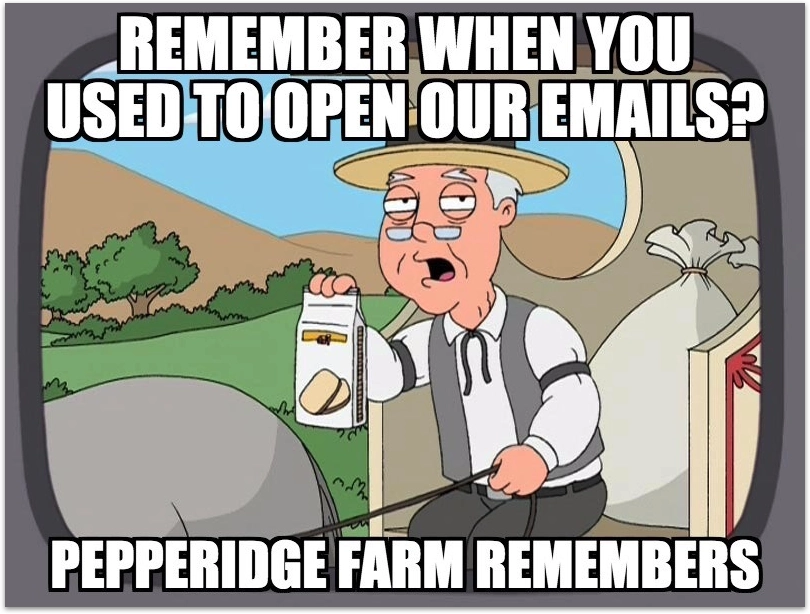 REMEMBER WHEN YOU
USED TO OPEN OUR EMAILS?
PEPPERIDGE FARM REMEMBERS